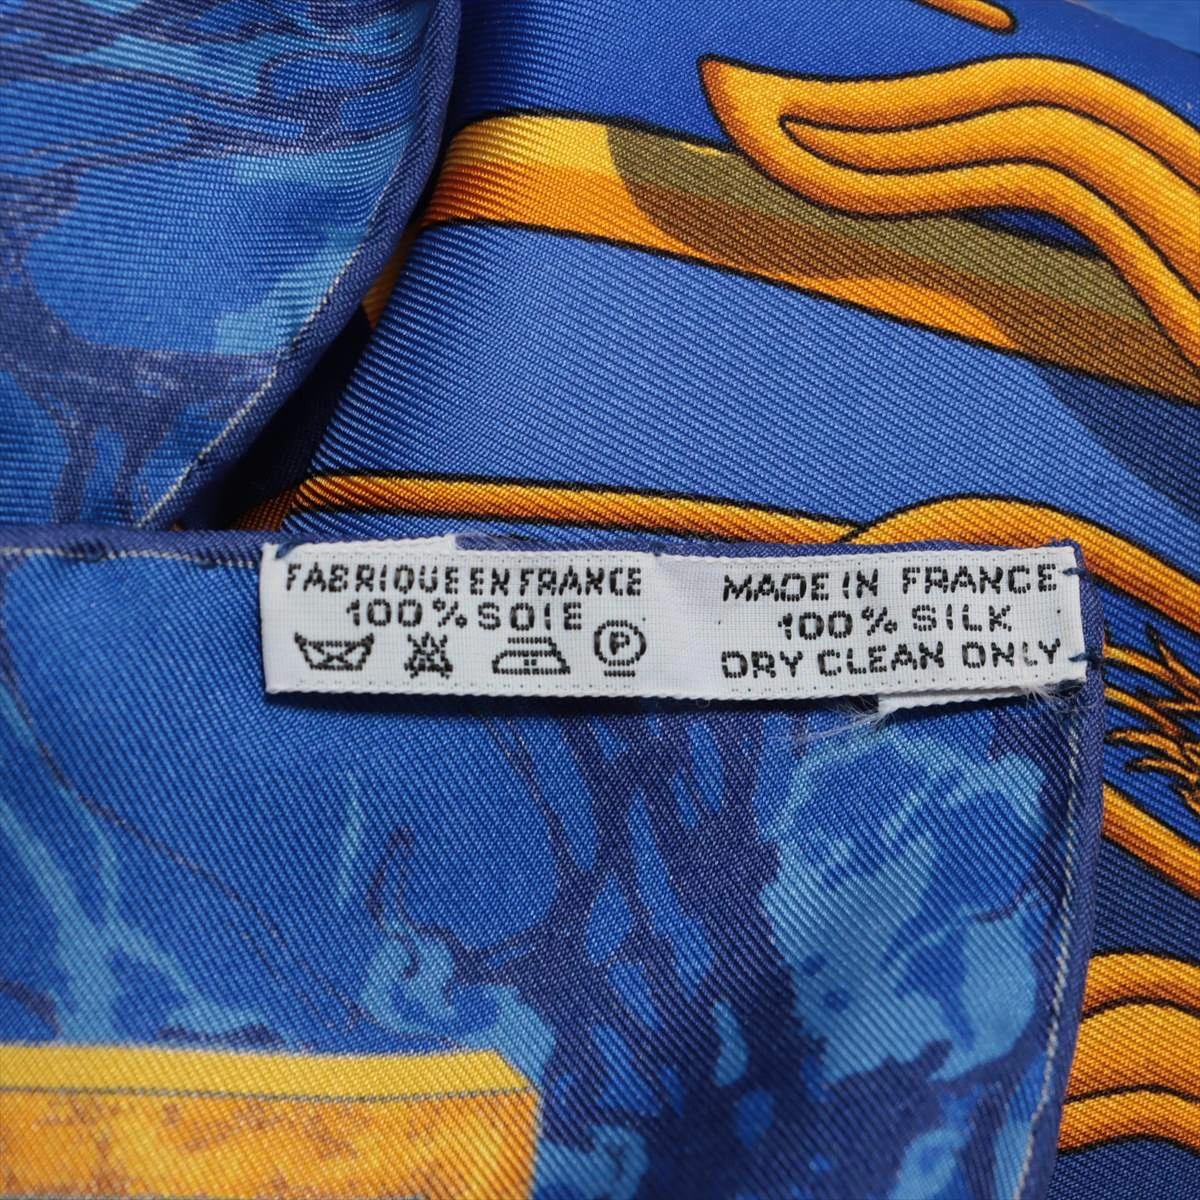 FABRIQUE EN FRANCE
100% SOIE
P
MADE IN FRANCE
100% SILK
DRY CLEAN ONLY